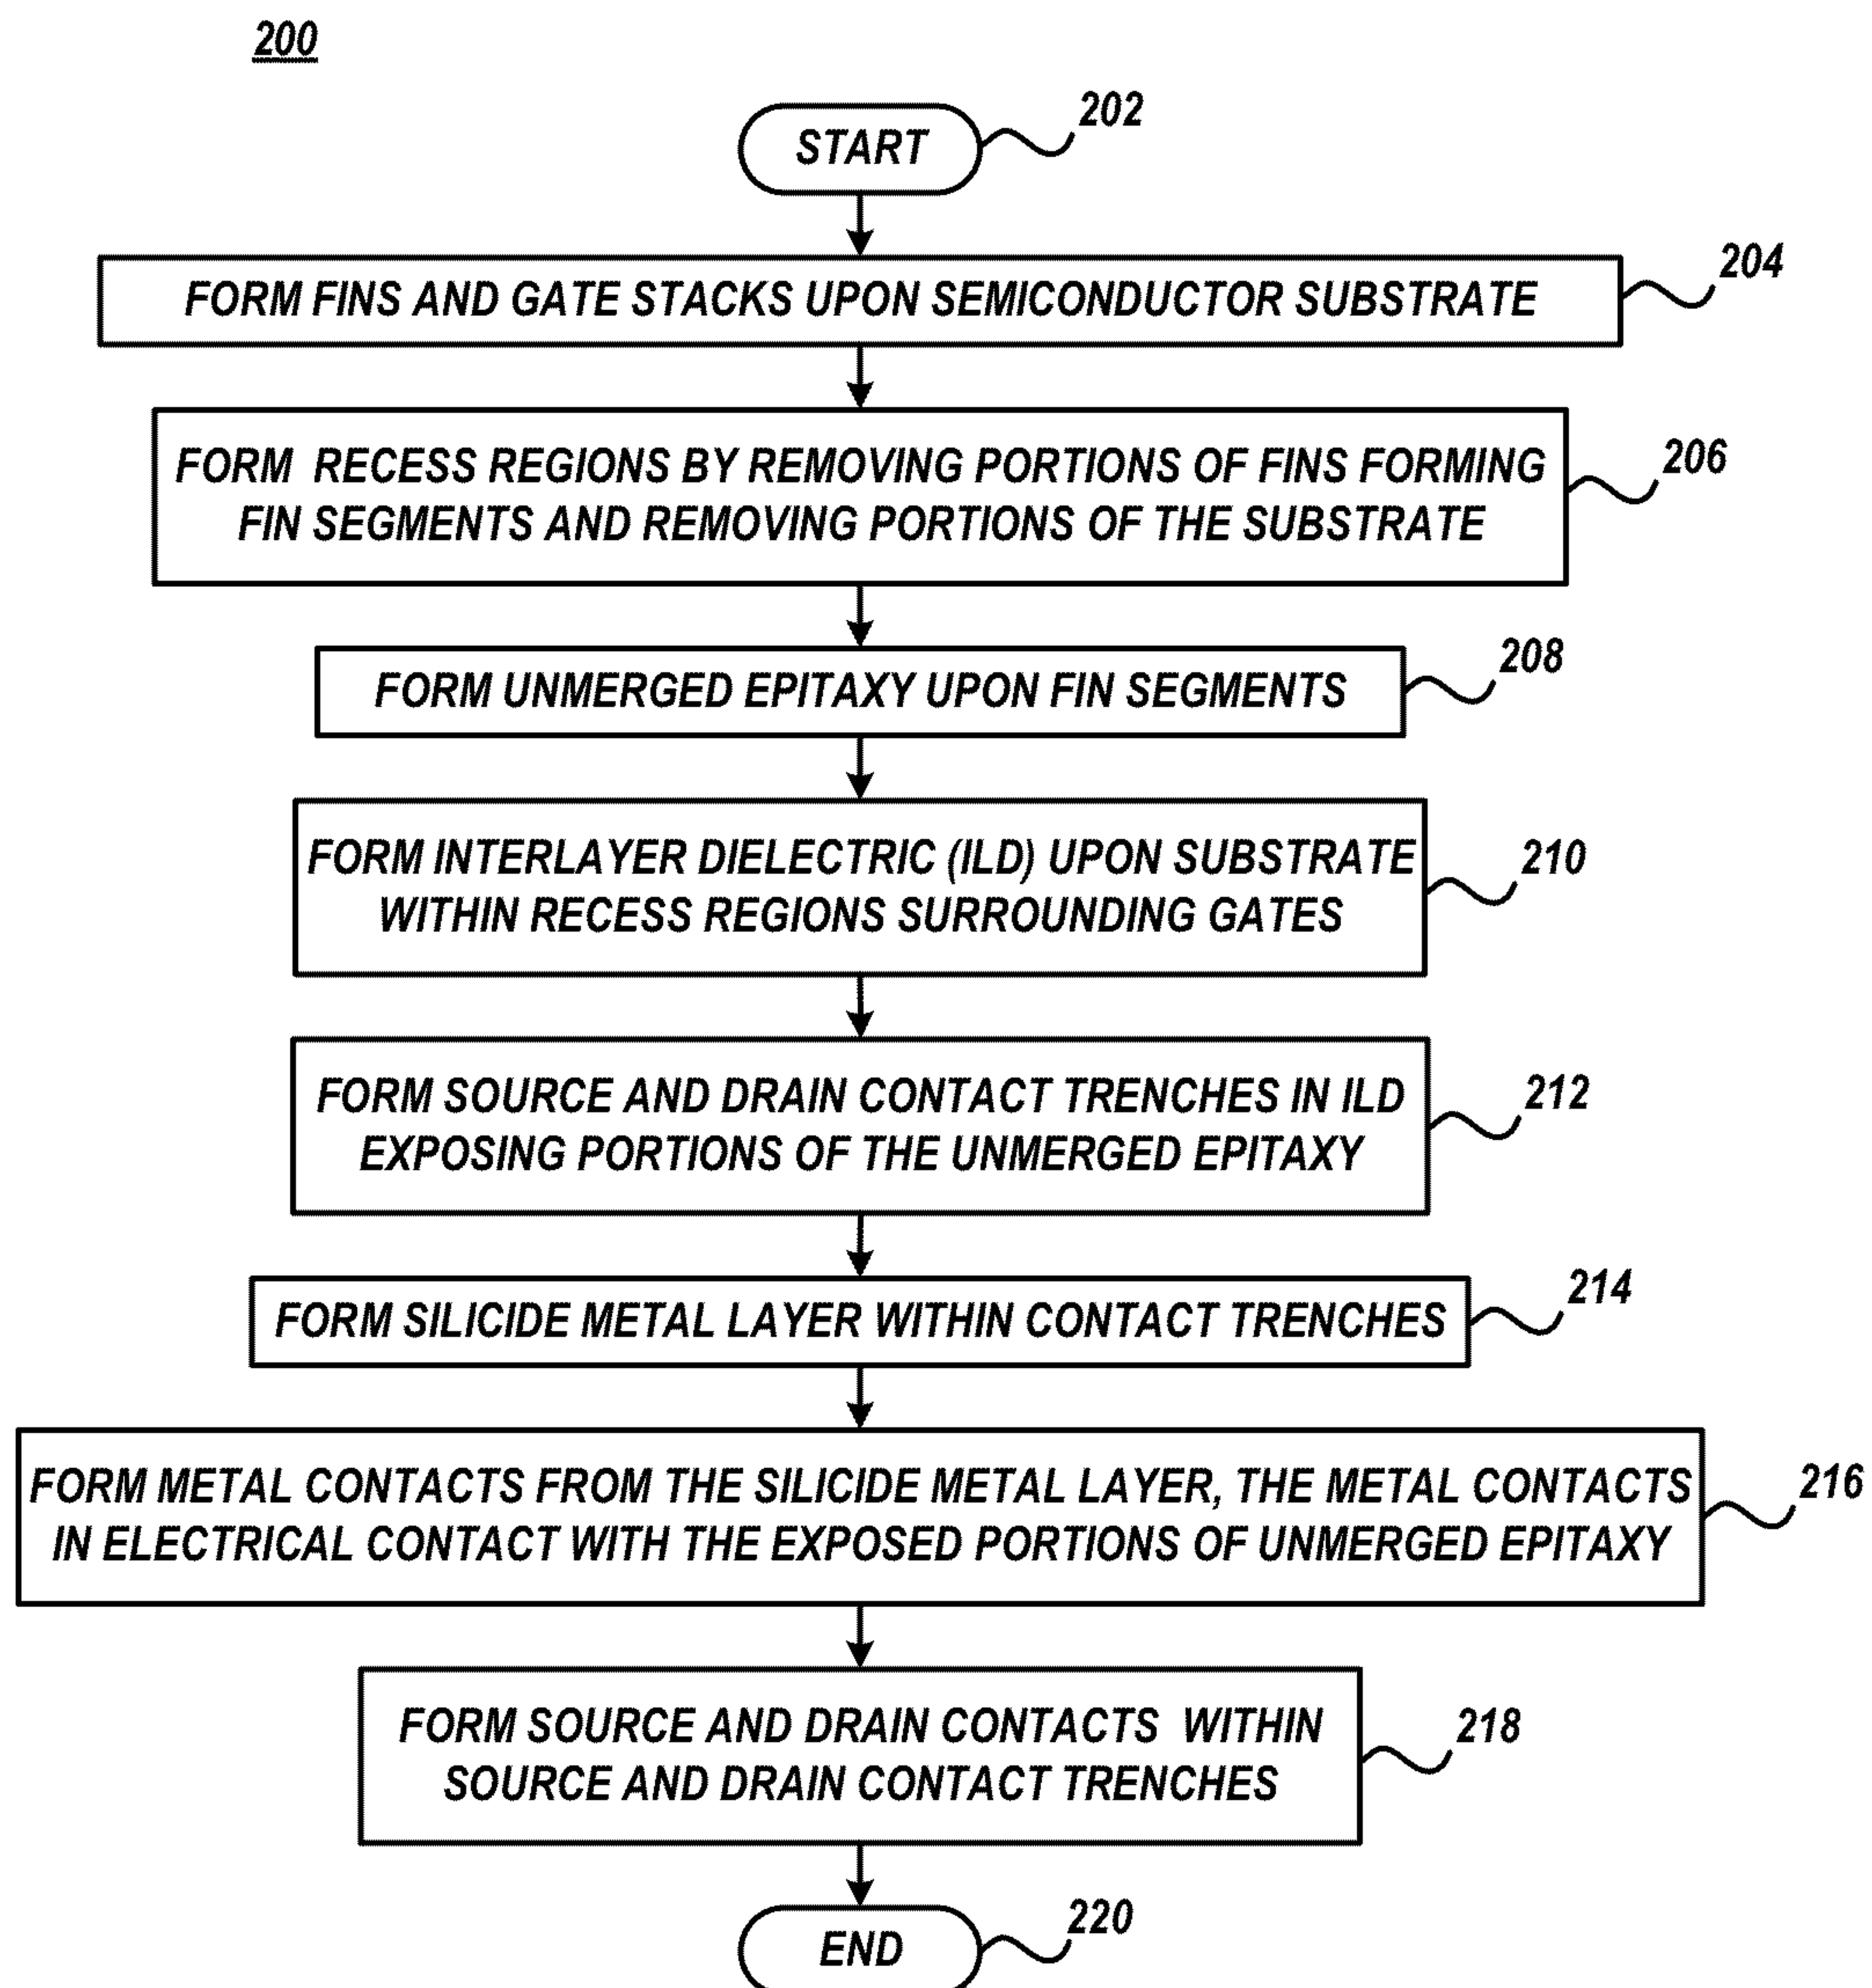 200
START
202
FORM FINS AND GATE STACKS UPON SEMICONDUCTOR SUBSTRATE
204
FORM RECESS REGIONS BY REMOVING PORTIONS OF FINS FORMING
FIN SEGMENTS AND REMOVING PORTIONS OF THE SUBSTRATE
206
FORM UNMERGED EPITAXY UPON FIN SEGMENTS
208
FORM INTERLAYER DIELECTRIC (ILD) UPON SUBSTRATE
WITHIN RECESS REGIONS SURROUNDING GATES
210
FORM SOURCE AND DRAIN CONTACT TRENCHES IN ILD
EXPOSING PORTIONS OF THE UNMERGED EPITAXY
212
FORM SILICIDE METAL LAYER WITHIN CONTACT TRENCHES
214
FORM METAL CONTACTS FROM THE SILICIDE METAL LAYER, THE METAL CONTACTS
IN ELECTRICAL CONTACT WITH THE EXPOSED PORTIONS OF UNMERGED EPITAXY
216
FORM SOURCE AND DRAIN CONTACTS WITHIN
SOURCE AND DRAIN CONTACT TRENCHES
218
END
220